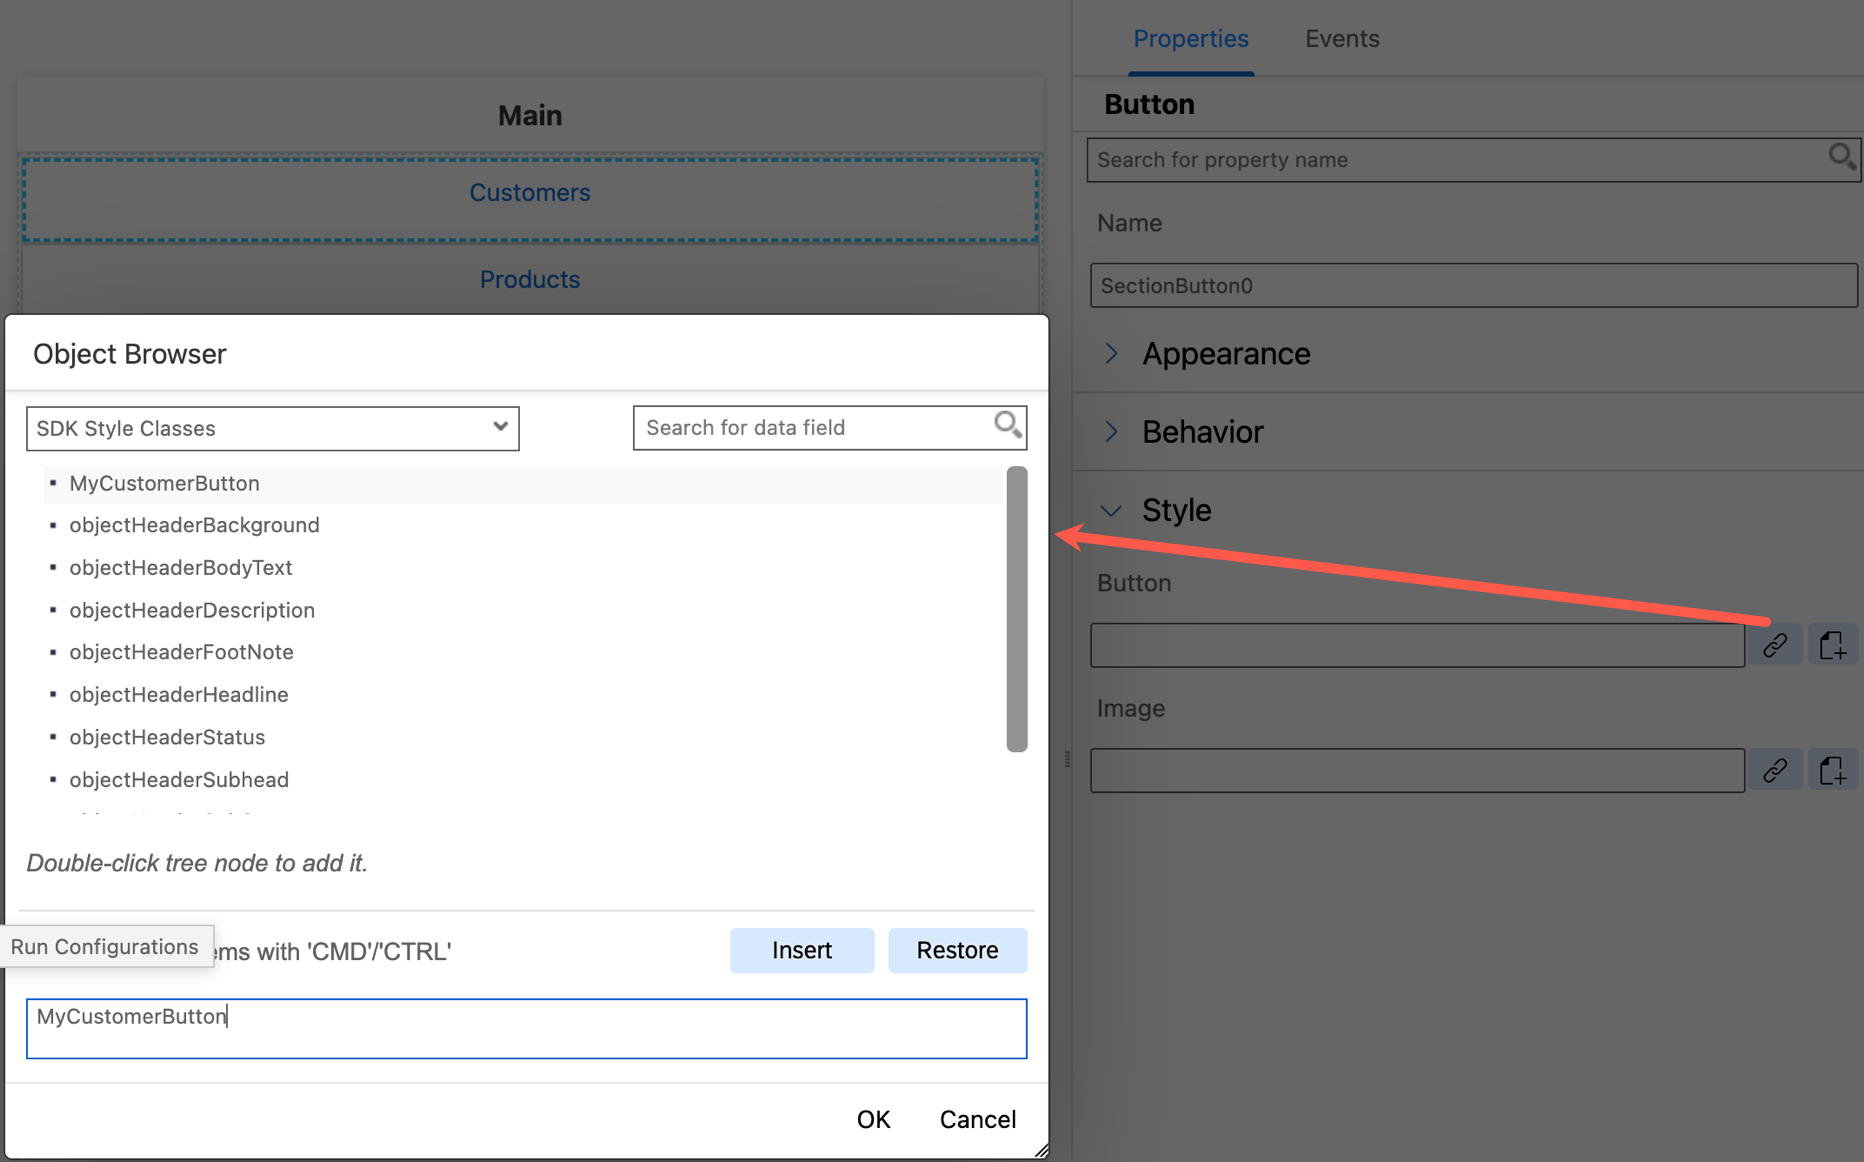 Properties
Events
Main
Button
Search for property name
Customers
Name
Products
SectionButton0
Object Browser
Appearance
SDK Style Classes
Search for data field
Behavior
MyCustomerButton
objectHeaderBackground
Style
objectHeaderBodyText
Button
objectHeaderDescription
objectHeaderFootNote
objectHeaderHeadline
Image
objectHeaderStatus
objectHeaderSubhead
Double-click tree node to add it.
Run Configurations
with 'CMD'/'CTRL'
Insert
Restore
MyCustomerButton
OK
Cancel